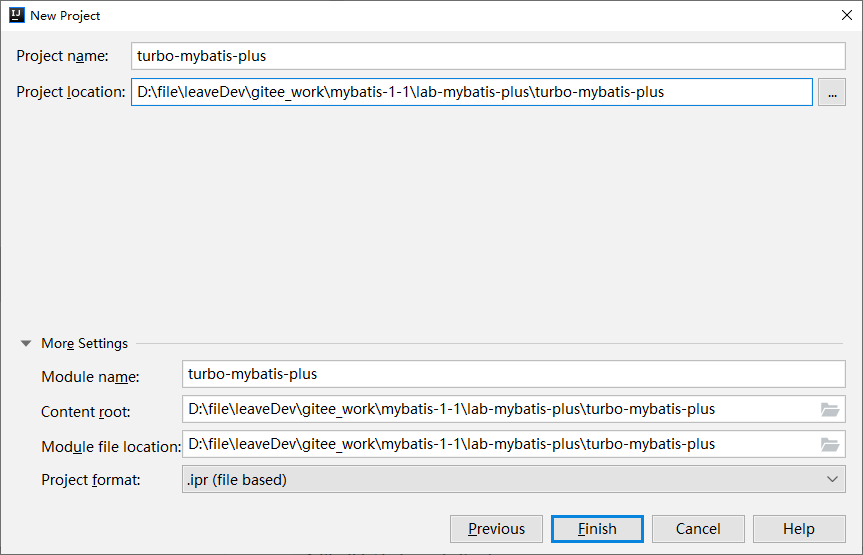 IJ New Project
Project name: turbo-mybatis-plus
Project location: D:\file\leaveDev\gitee_work\mybatis-1-1\lab-mybatis-plus\turbo-mybatis-plus ...
More Settings
Module name: turbo-mybatis-plus
Content root: D:\file\leaveDev\gitee_work\mybatis-1-1\lab-mybatis-plus\turbo-mybatis-plus
Module file location: D:\file\leaveDev\gitee_work\mybatis-1-1\lab-mybatis-plus\turbo-mybatis-plus
Project format: .ipr (file based)
Previous Finish Cancel Help